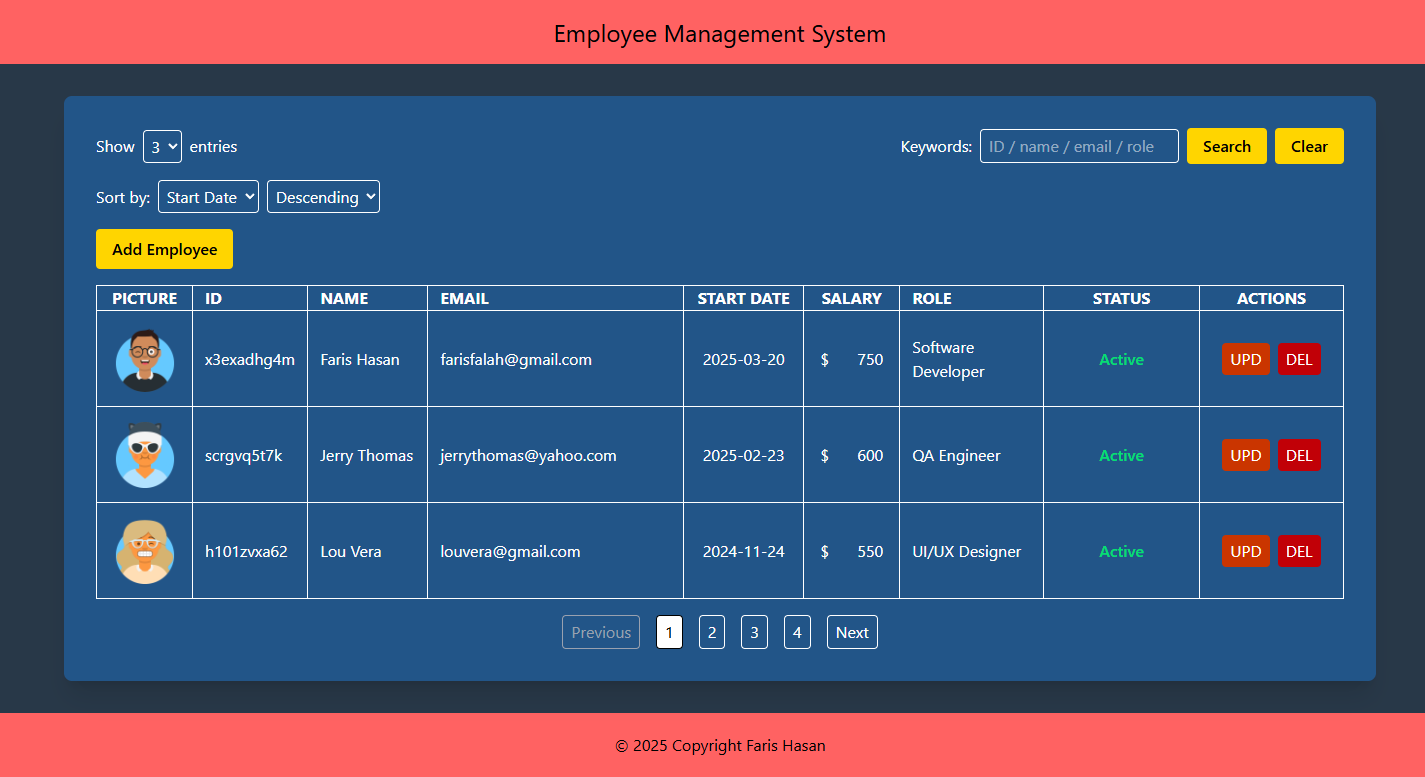 Employee Management System
Show 3 entries Keywords: ID / name / email / role Search Clear
Sort by: Start Date Descending
Add Employee
PICTURE ID NAME EMAIL START DATE SALARY ROLE STATUS ACTIONS
x3exadhg4m Faris Hasan farisfalah@gmail.com 2025-03-20 $ 750 Software Developer Active UPD DEL
scrgvq5t7k Jerry Thomas jerrythomas@yahoo.com 2025-02-23 $ 600 QA Engineer Active UPD DEL
h101zvxa62 Lou Vera louvera@gmail.com 2024-11-24 $ 550 UI/UX Designer Active UPD DEL
Previous 1 2 3 4 Next
© 2025 Copyright Faris Hasan